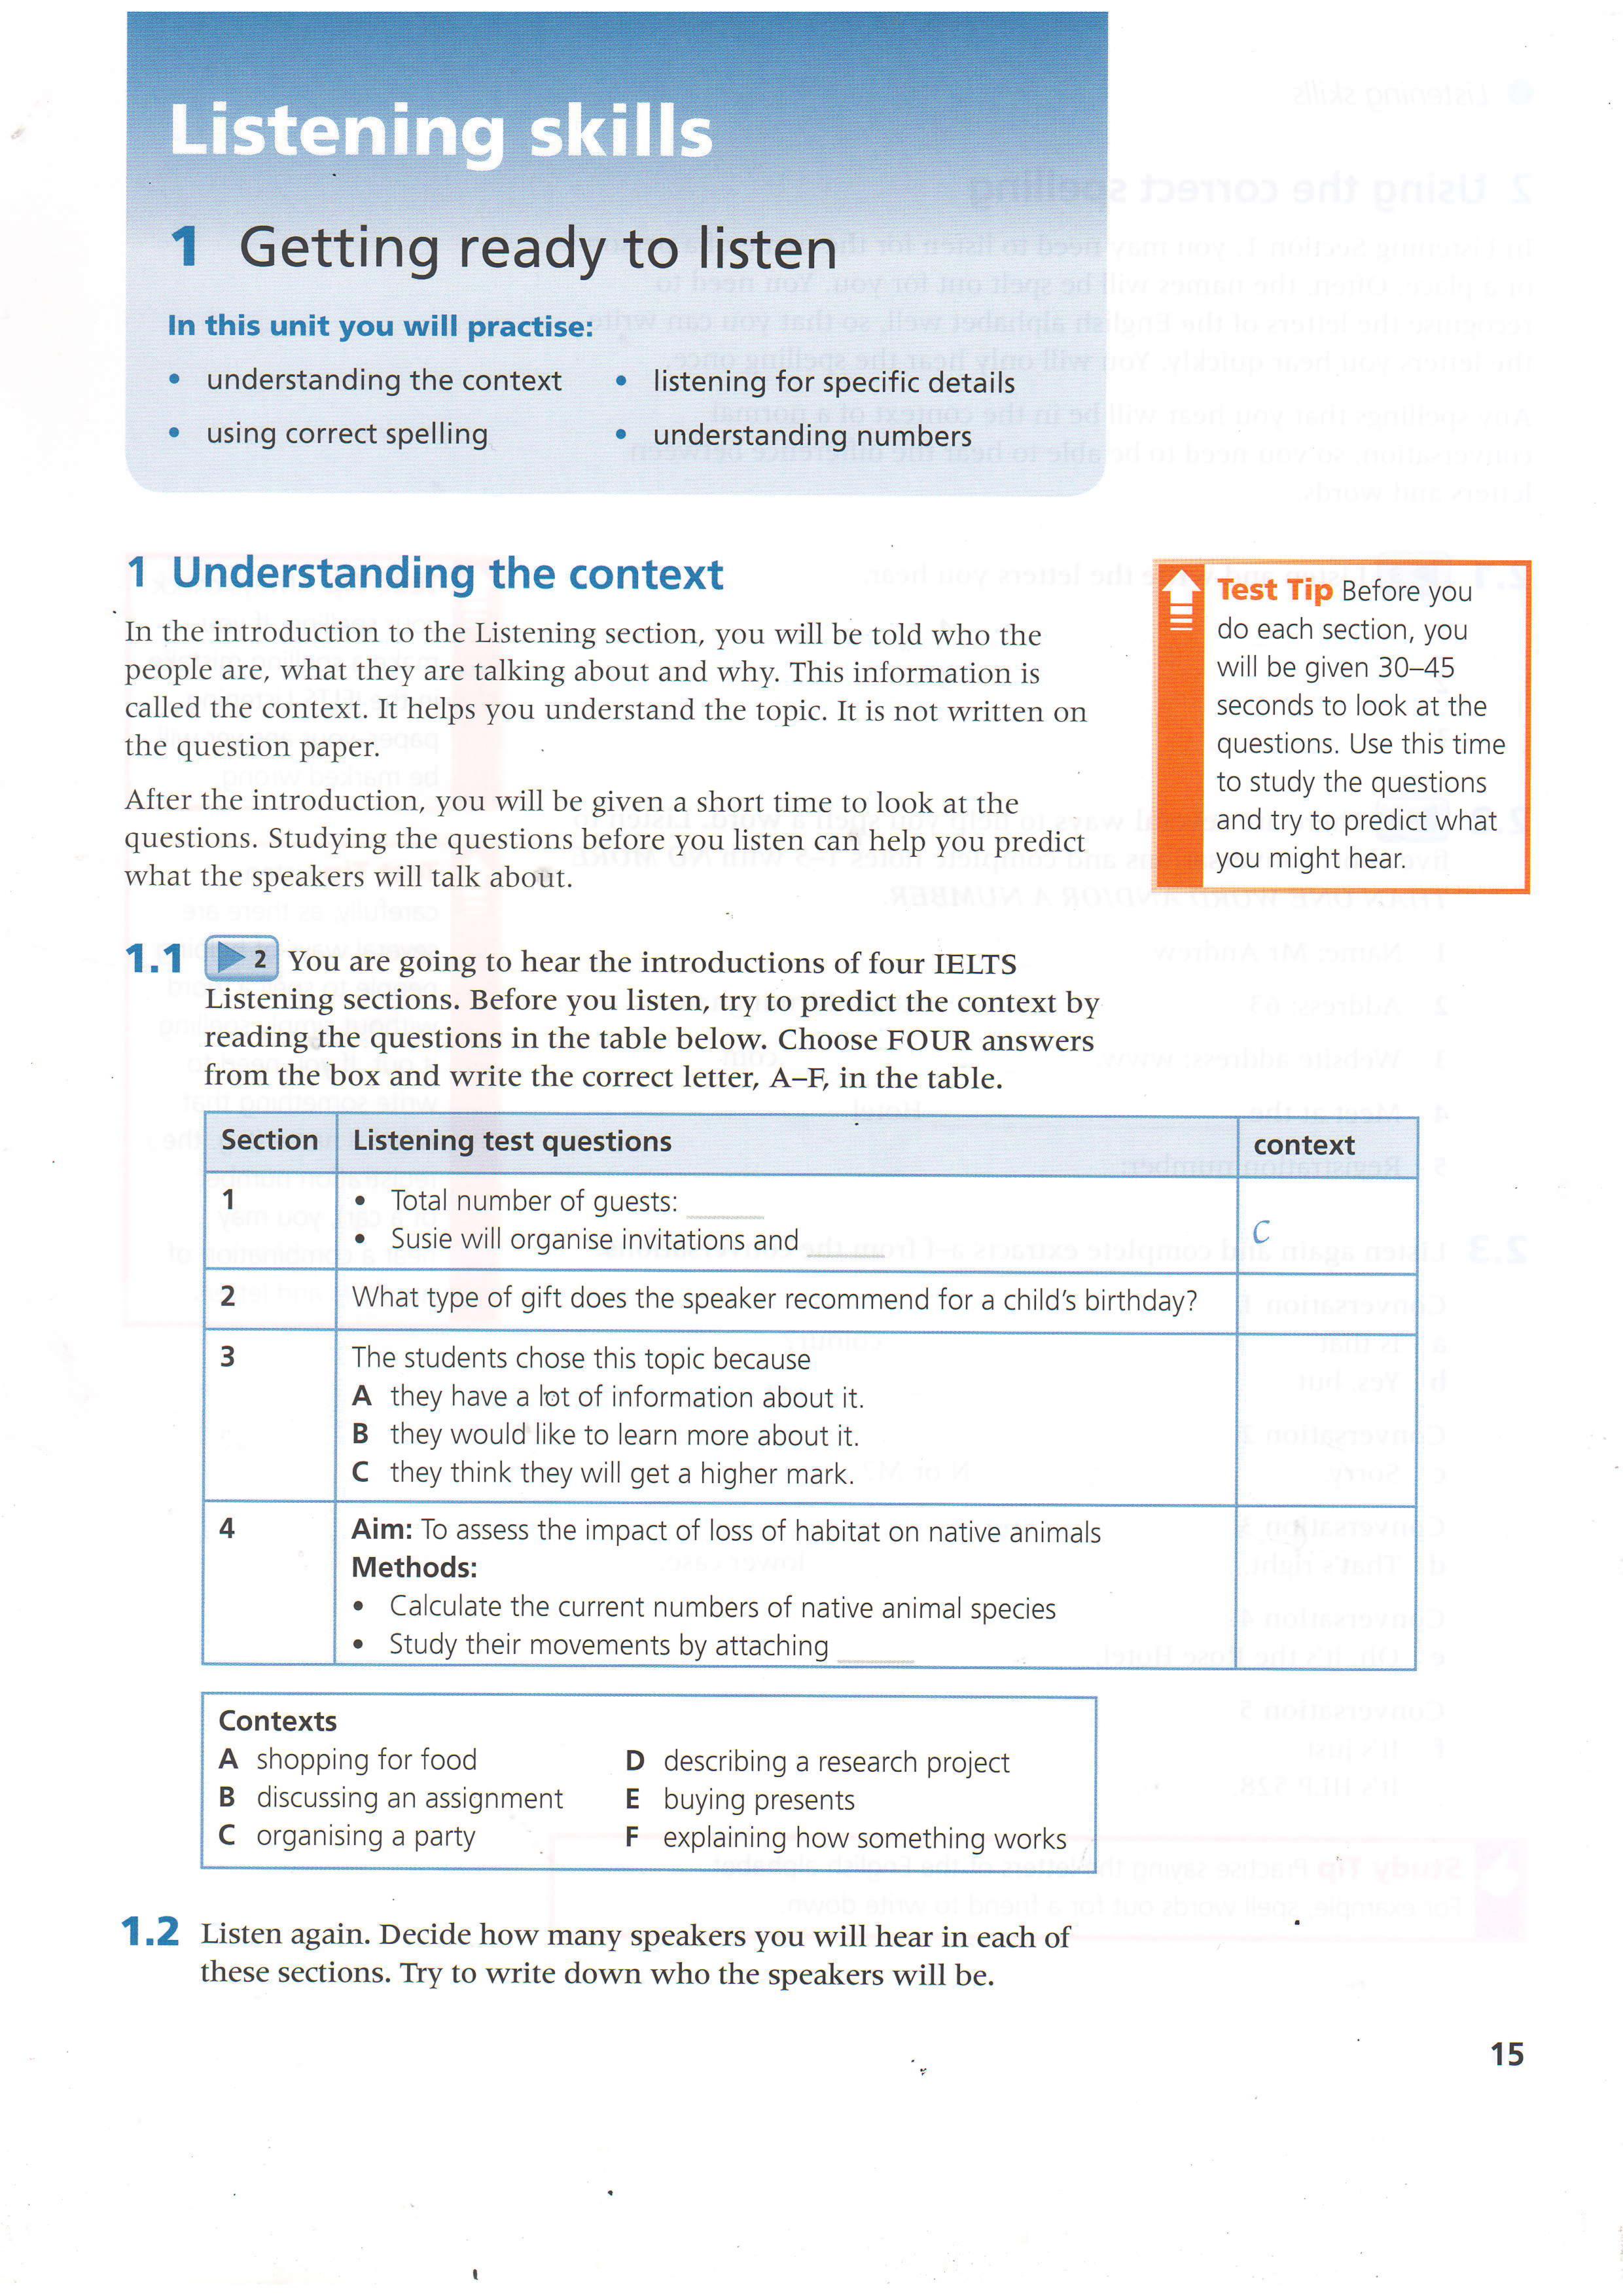 Listening skills
1 Getting ready to listen
In this unit you will practise:
• understanding the context
• listening for specific details
• using correct spelling
• understanding numbers
1 Understanding the context
In the introduction to the Listening section, you will be told who the
people are, what they are talking about and why. This information is
called the context. It helps you understand the topic. It is not written on
the question paper.
After the introduction, you will be given a short time to look at the
questions. Studying the questions before you listen can help you predict
what the speakers will talk about.
Test Tip Before you
do each section, you
will be given 30–45
seconds to look at the
questions. Use this time
to study the questions
and try to predict what
you might hear.
1.1 2 You are going to hear the introductions of four IELTS
Listening sections. Before you listen, try to predict the context by
reading the questions in the table below. Choose FOUR answers
from the box and write the correct letter, A–F, in the table.
Section Listening test questions context
1 • Total number of guests: ______
• Susie will organise invitations and ______
C
2 What type of gift does the speaker recommend for a child's birthday?
3 The students chose this topic because
A they have a lot of information about it.
B they would like to learn more about it.
C they think they will get a higher mark.
4 Aim: To assess the impact of loss of habitat on native animals
Methods:
• Calculate the current numbers of native animal species
• Study their movements by attaching ______
Contexts
A shopping for food
B discussing an assignment
C organising a party
D describing a research project
E buying presents
F explaining how something works
1.2 Listen again. Decide how many speakers you will hear in each of
these sections. Try to write down who the speakers will be.
15